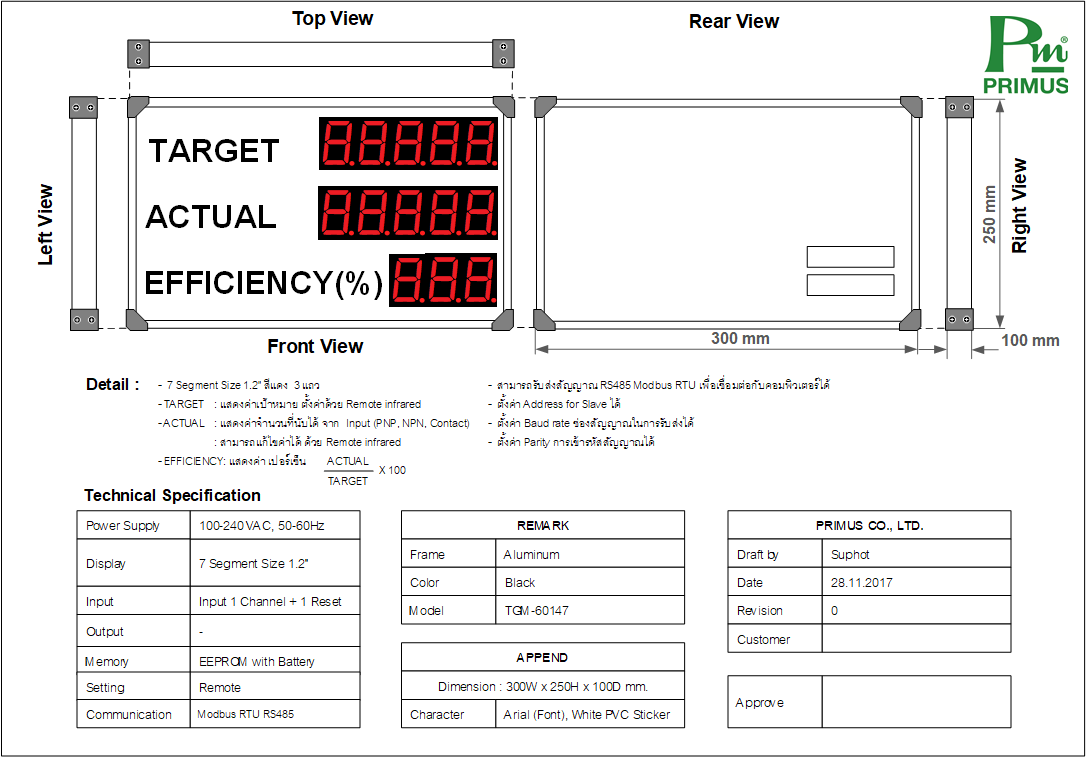 Top View
Rear View
Pm®
PRIMUS
TARGET 88888
ACTUAL 88888
EFFICIENCY(%) 888
Left View
250 mm
Right View
300 mm
100 mm
Front View
Detail :
- 7 Segment Size 1.2" สีแดง 3 แถว
-TARGET : แสดงค่าเป้าหมาย ตั้งค่าด้วย Remote infrared
-ACTUAL : แสดงค่าจำนวนที่นับได้ จาก Input (PNP, NPN, Contact)
: สามารถแก้ไขค่าได้ ด้วย Remote infrared
-EFFICIENCY: แสดงค่า เปอร์เซ็น ACTUAL
TARGET X 100
- สามารถรับส่งสัญญาณ RS485 Modbus RTU เพื่อเชื่อมต่อกับคอมพิวเตอร์ได้
- ตั้งค่า Address for Slave ได้
- ตั้งค่า Baud rate ช่องสัญญาณในการรับส่งได้
- ตั้งค่า Parity การเข้ารหัสสัญญาณได้
Technical Specification
Power Supply 100-240 VAC, 50-60Hz
Display 7 Segment Size 1.2"
Input Input 1 Channel + 1 Reset
Output -
Memory EEPROM with Battery
Setting Remote
Communication Modbus RTU RS485
REMARK
Frame Aluminum
Color Black
Model TGM-60147
APPEND
Dimension : 300W x 250H x 100D mm.
Character Arial (Font), White PVC Sticker
PRIMUS CO., LTD.
Draft by Suphot
Date 28.11.2017
Revision 0
Customer
Approve